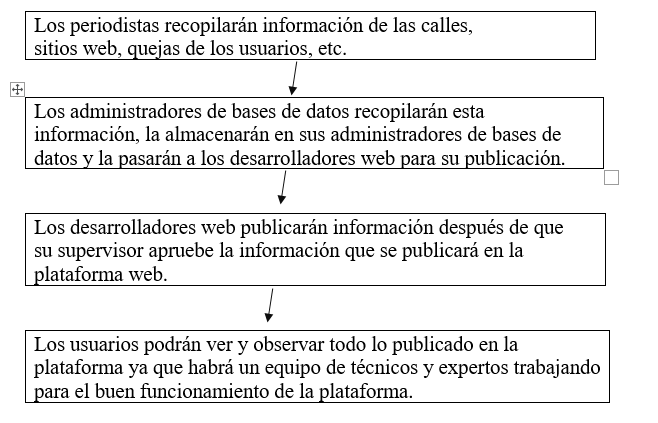 Los periodistas recopilarán información de las calles,
sitios web, quejas de los usuarios, etc.
Los administradores de bases de datos recopilarán esta
información, la almacenarán en sus administradores de bases de
datos y la pasarán a los desarrolladores web para su publicación.
Los desarrolladores web publicarán información después de que
su supervisor apruebe la información que se publicará en la
plataforma web.
Los usuarios podrán ver y observar todo lo publicado en la
plataforma ya que habrá un equipo de técnicos y expertos trabajando
para el buen funcionamiento de la plataforma.